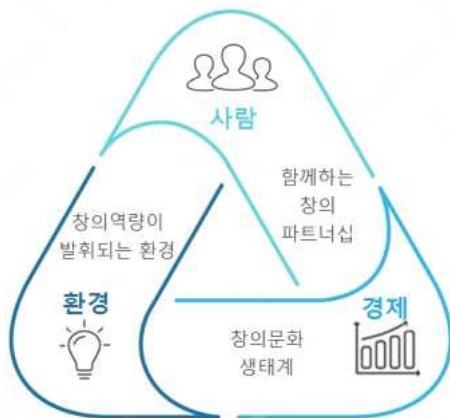 사람
함께하는
창의
파트너십
창의역량이
발휘되는 환경
환경
경제
창의문화
생태계